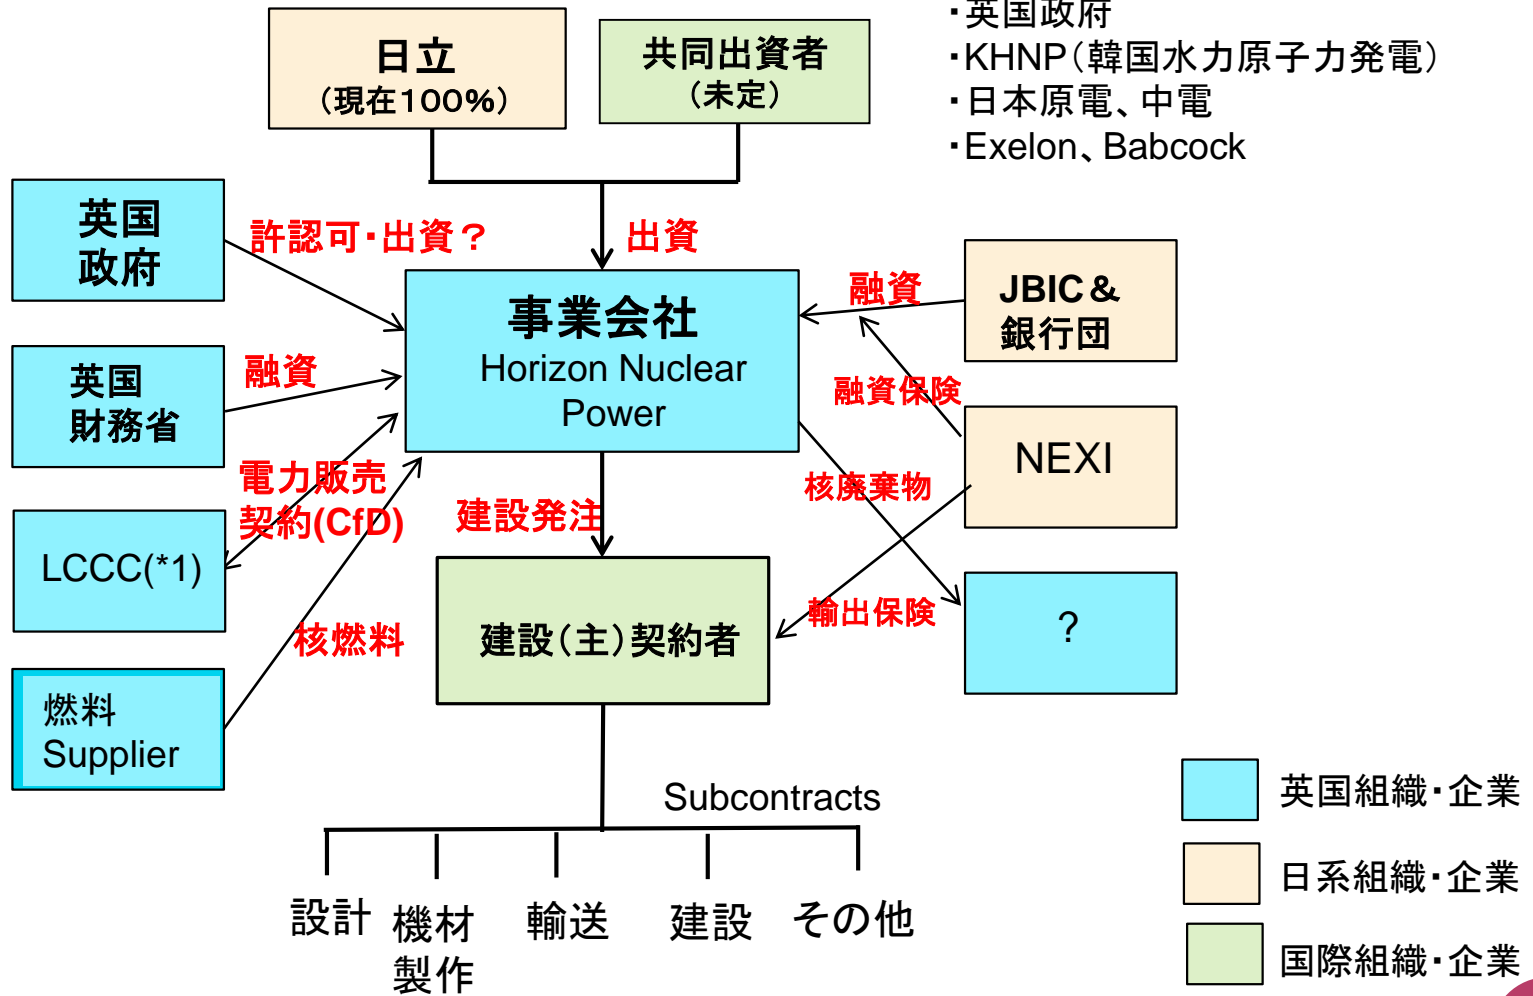 ・英国政府
・KHNP(韓国水力原子力発電)
・日本原電、中電
・Exelon、Babcock
日立
(現在100%)
共同出資者
(未定)
英国
政府
許認可・出資?
出資
事業会社
Horizon Nuclear
Power
融資
JBIC&
銀行団
英国
財務省
融資
融資保険
NEXI
電力販売
契約(CfD)
LCCC(*1)
建設発注
核廃棄物
核燃料
建設(主)契約者
輸出保険
?
燃料
Supplier
Subcontracts
設計
機材
製作
輸送
建設
その他
英国組織・企業
日系組織・企業
国際組織・企業